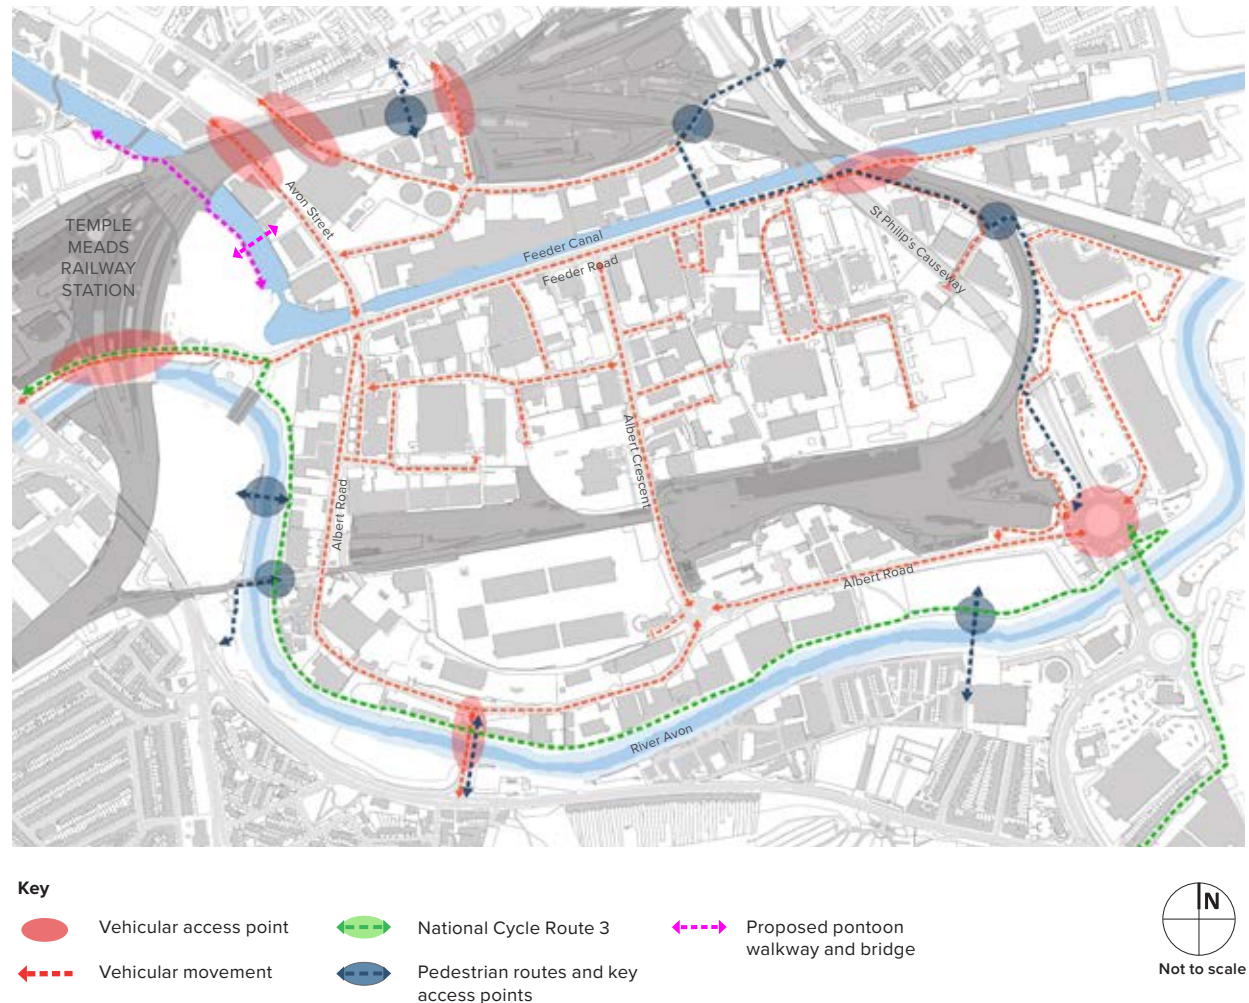 TEMPLE
MEADS
RAILWAY
STATION
Avon Street
Feeder Canal
Feeder Road
St Philip's Causeway
Albert Crescent
Albert Road
Albert Road
River Avon
Key
Vehicular access point
Vehicular movement
National Cycle Route 3
Pedestrian routes and key
access points
Proposed pontoon
walkway and bridge
N
Not to scale